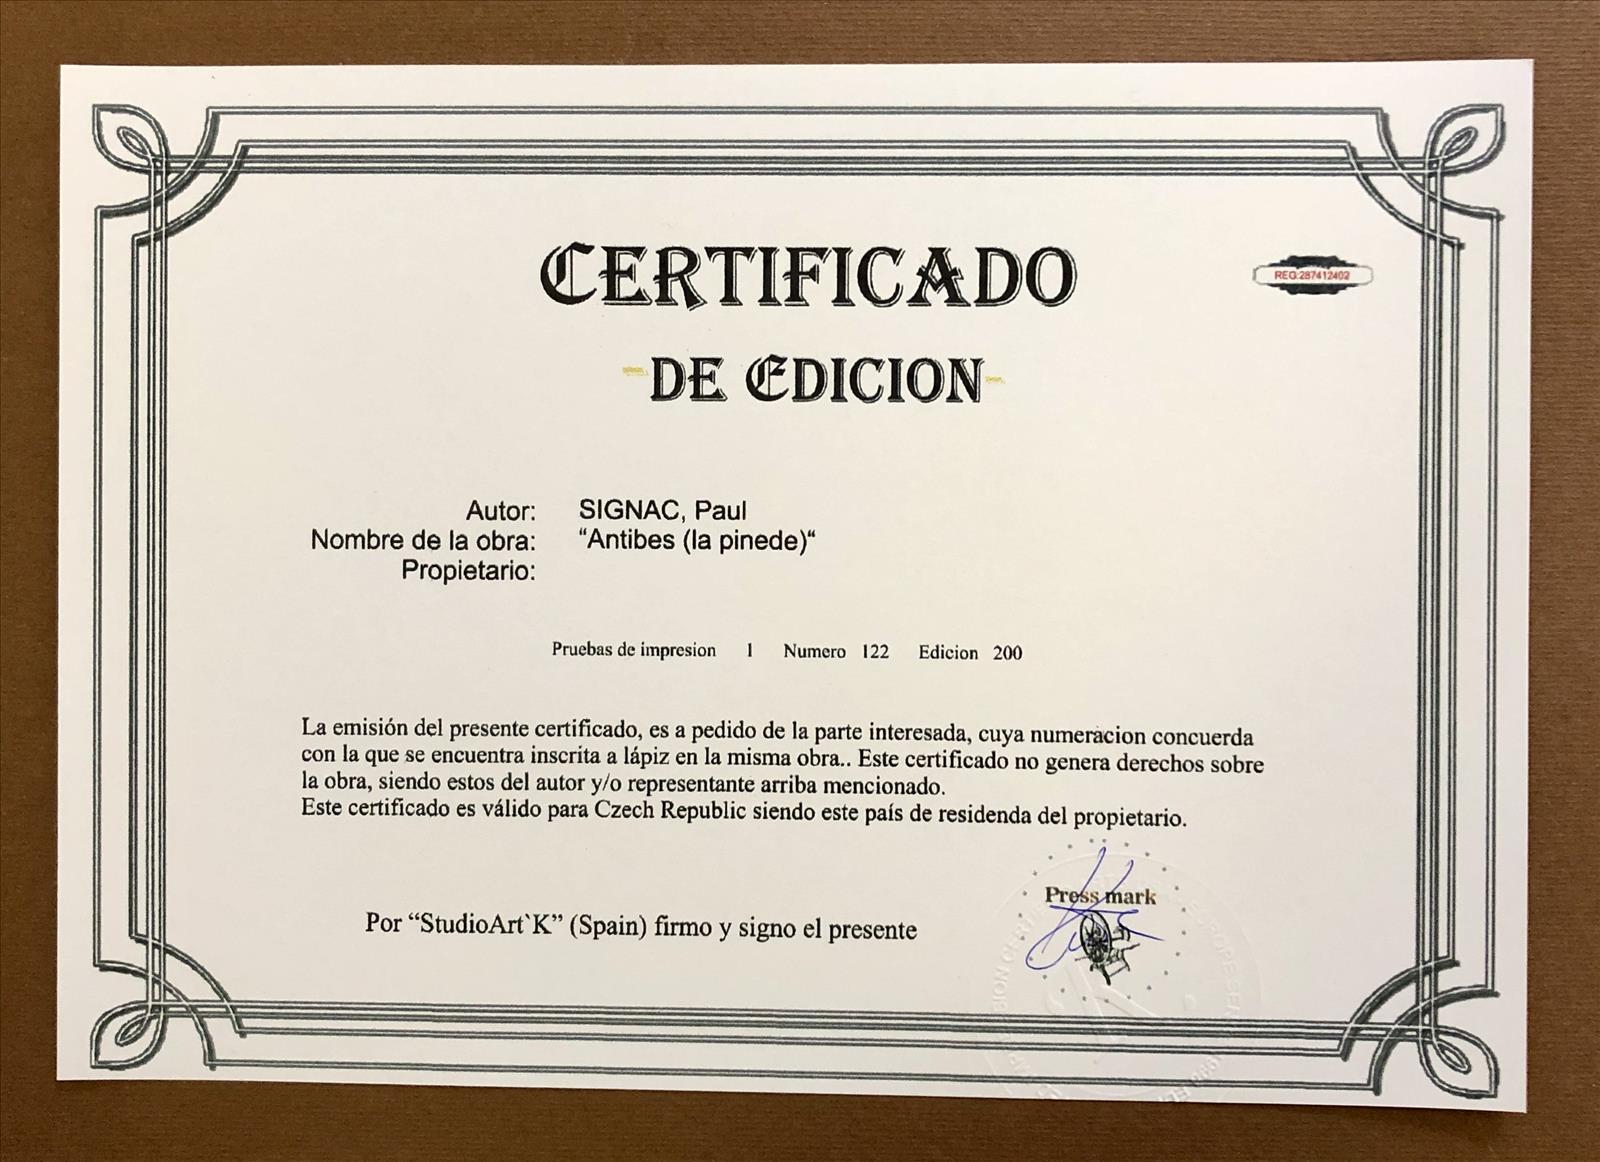 CERTIFICADO
REG:287412402
DE EDICION
Autor: SIGNAC, Paul
Nombre de la obra: “Antibes (la pinede)“
Propietario:
Pruebas de impresion 1 Numero 122 Edicion 200
La emisión del presente certificado, es a pedido de la parte interesada, cuya numeracion concuerda
con la que se encuentra inscrita a lápiz en la misma obra.. Este certificado no genera derechos sobre
la obra, siendo estos del autor y/o representante arriba mencionado.
Este certificado es válido para Czech Republic siendo este país de residenda del propietario.
Press mark
Por “StudioArt`K” (Spain) firmo y signo el presente